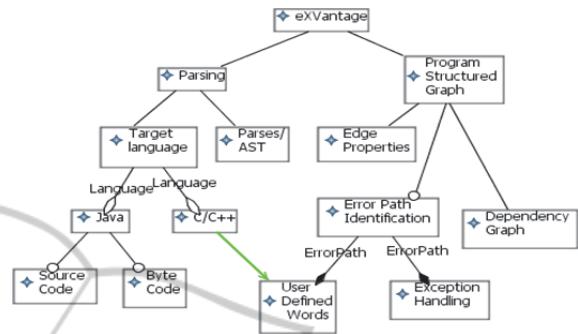 eXVantage
Parsing
Program
Structured
Graph
Target
language
Parses/
AST
Edge
Properties
Language
Language
Java
C/C++
Error Path
Identification
Dependency
Graph
ErrorPath
ErrorPath
Source
Code
Byte
Code
User
Defined
Words
Exception
Handling